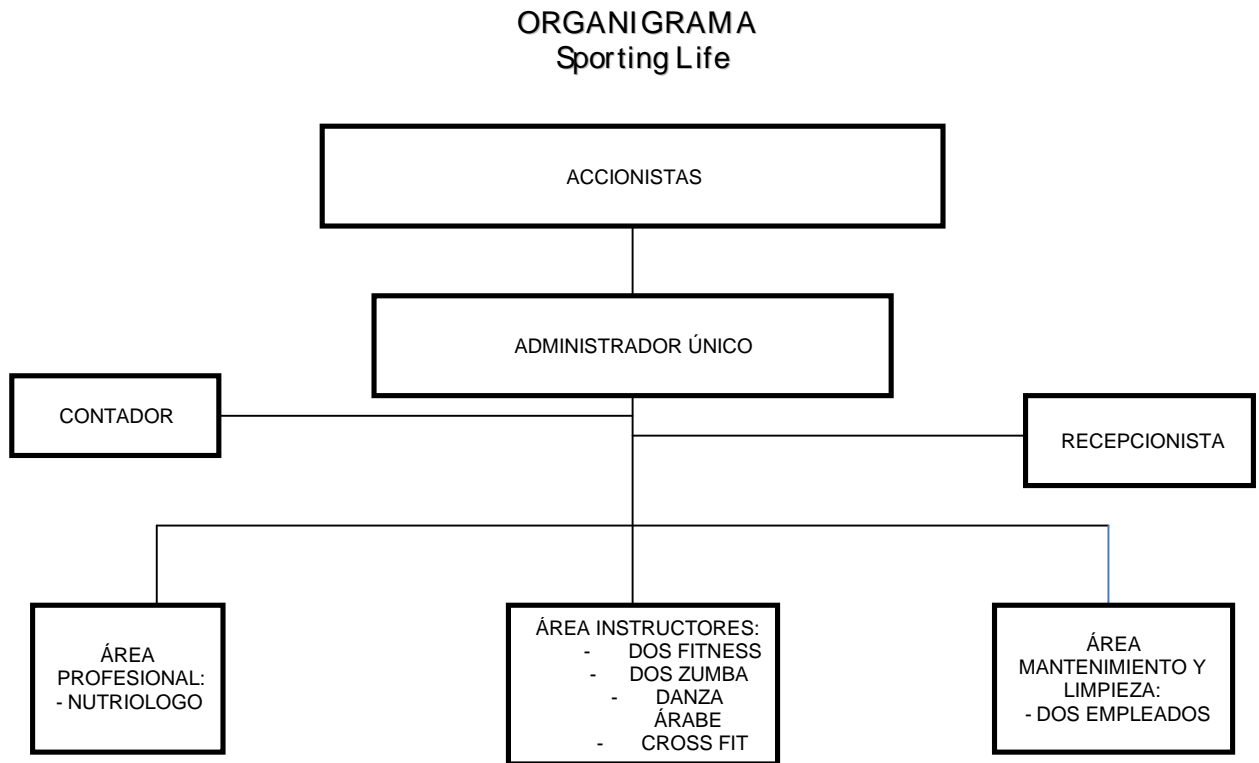 ORGANIGRAMA
Sporting Life
ACCIONISTAS
ADMINISTRADOR ÚNICO
CONTADOR
RECEPCIONISTA
ÁREA
PROFESIONAL:
- NUTRIOLOGO
ÁREA INSTRUCTORES:
- DOS FITNESS
- DOS ZUMBA
- DANZA
ÁRABE
- CROSS FIT
ÁREA
MANTENIMIENTO Y
LIMPIEZA:
- DOS EMPLEADOS